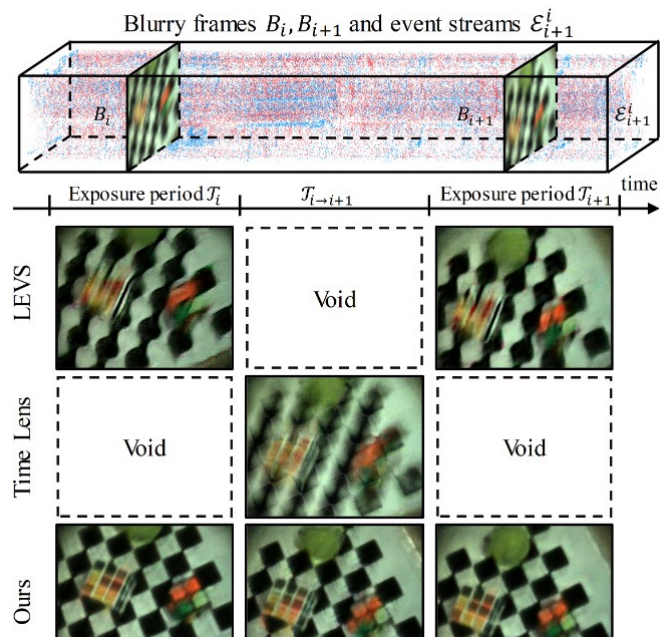 Blurry frames B_i, B_{i+1} and event streams ℰ^i_{i+1}
B_i
B_{i+1}
ℰ^i_{i+1}
time
Exposure period 𝒯_i
𝒯_{i→i+1}
Exposure period 𝒯_{i+1}
LEVS
Void
Time Lens
Void
Void
Ours